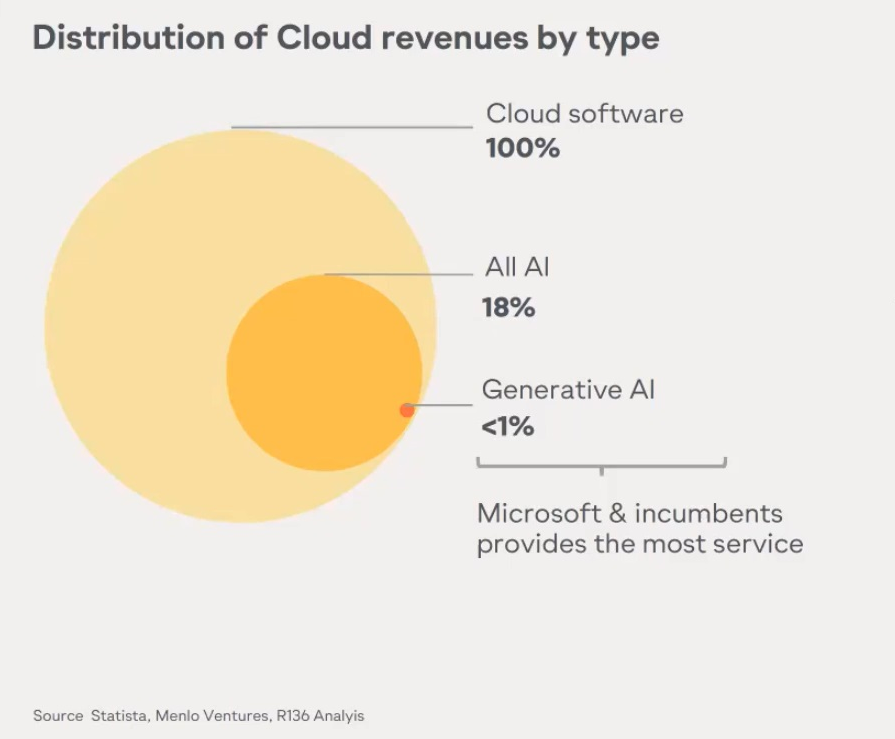 Distribution of Cloud revenues by type
Cloud software
100%
All AI
18%
Generative AI
<1%
Microsoft & incumbents
provides the most service
Source Statista, Menlo Ventures, R136 Analyis